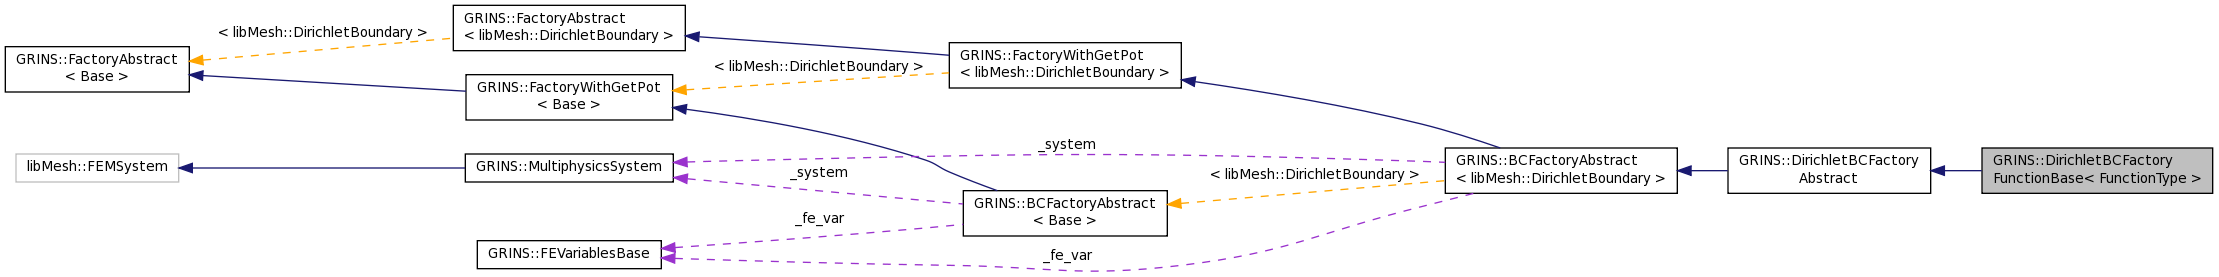 GRINS::FactoryAbstract
< Base >
< libMesh::DirichletBoundary >
GRINS::FactoryAbstract
< libMesh::DirichletBoundary >
GRINS::FactoryWithGetPot
< Base >
< libMesh::DirichletBoundary >
GRINS::FactoryWithGetPot
< libMesh::DirichletBoundary >
libMesh::FEMSystem
GRINS::MultiphysicsSystem
_system
_system
GRINS::BCFactoryAbstract
< Base >
< libMesh::DirichletBoundary >
GRINS::BCFactoryAbstract
< libMesh::DirichletBoundary >
GRINS::DirichletBCFactory
Abstract
GRINS::DirichletBCFactory
FunctionBase< FunctionType >
_fe_var
GRINS::FEVariablesBase
_fe_var